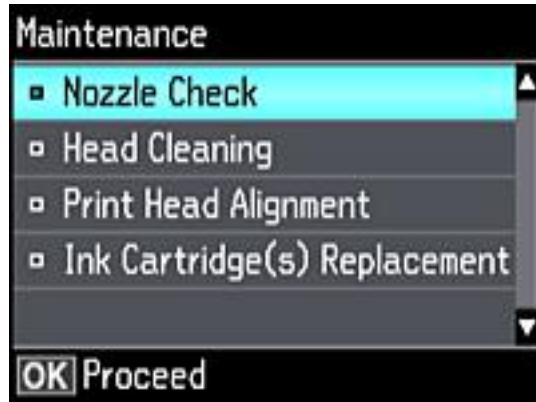 Maintenance
Nozzle Check
Head Cleaning
Print Head Alignment
Ink Cartridge(s) Replacement
OK Proceed